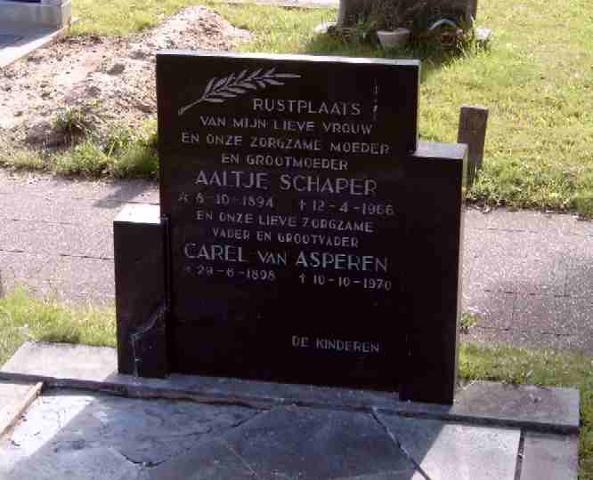 RUSTPLAATS
VAN MIJN LIEVE VROUW
EN ONZE ZORGZAME MOEDER
EN GROOTMOEDER
AALTJE SCHAPER
* 8-10-1894 † 12-4-1966
EN ONZE LIEVE ZORGZAME
VADER EN GROOTVADER
CAREL VAN ASPEREN
* 29-6-1898 † 10-10-1970
DE KINDEREN